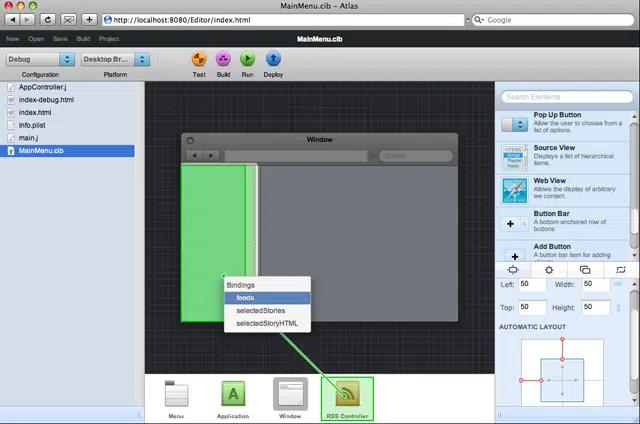 MainMenu.cib – Atlas
http://localhost:8080/Editor/index.html
Google
New Open Save Build Project
MainMenu.cib
Debug
Desktop Br...
Configuration
Platform
Test
Build
Run
Deploy
AppController.j
index-debug.html
index.html
Info.plist
main.j
MainMenu.cib
Window
Search
Bindings
feeds
selectedStories
selectedStoryHTML
Menu
Application
Window
RSS Controller
Search Elements
Pop Up Button
Allow the user to choose from a
list of options.
Source View
Displays a list of hierarchical
items.
Web View
Allows the display of arbitrary
we content.
Button Bar
A bottom anchored row of
buttons.
Add Button
A button bar item for adding
Left: 50 Width: 50
Top: 50 Height: 50
AUTOMATIC LAYOUT